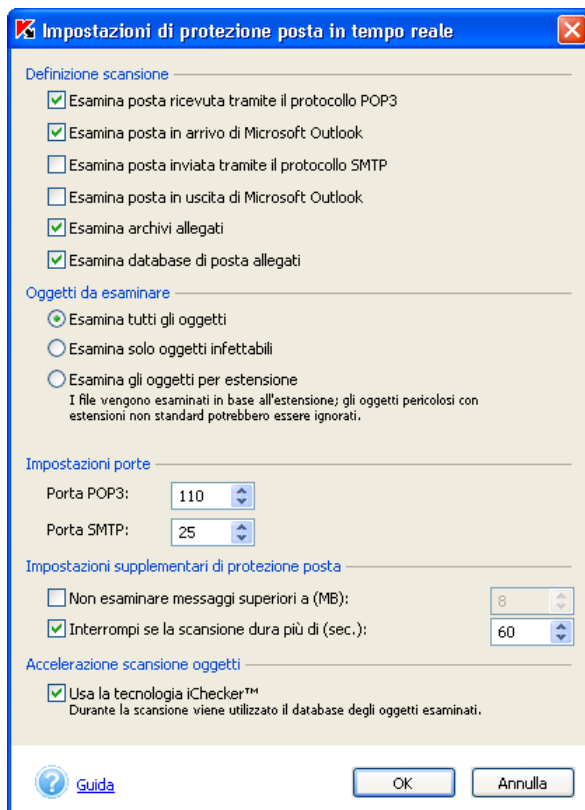 Impostazioni di protezione posta in tempo reale
Definizione scansione
Esamina posta ricevuta tramite il protocollo POP3
Esamina posta in arrivo di Microsoft Outlook
Esamina posta inviata tramite il protocollo SMTP
Esamina posta in uscita di Microsoft Outlook
Esamina archivi allegati
Esamina database di posta allegati
Oggetti da esaminare
Esamina tutti gli oggetti
Esamina solo oggetti infettabili
Esamina gli oggetti per estensione
I file vengono esaminati in base all'estensione; gli oggetti pericolosi con
estensioni non standard potrebbero essere ignorati.
Impostazioni porte
Porta POP3: 110
Porta SMTP: 25
Impostazioni supplementari di protezione posta
Non esaminare messaggi superiori a (MB): 8
Interrompi se la scansione dura più di (sec.): 60
Accelerazione scansione oggetti
Usa la tecnologia iChecker™
Durante la scansione viene utilizzato il database degli oggetti esaminati.
Guida OK Annulla